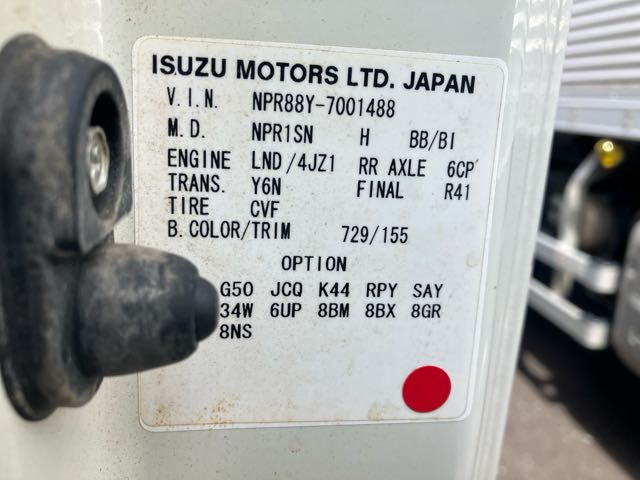 ISUZU MOTORS LTD. JAPAN
V.I.N. NPR88Y-7001488
M.D. NPR1SN H BB/BI
ENGINE LND/4JZ1 RR AXLE 6CP
TRANS. Y6N FINAL R41
TIRE CVF
B.COLOR/TRIM 729/155
OPTION
G50 JCQ K44 RPY SAY
34W 6UP 8BM 8BX 8GR
8NS